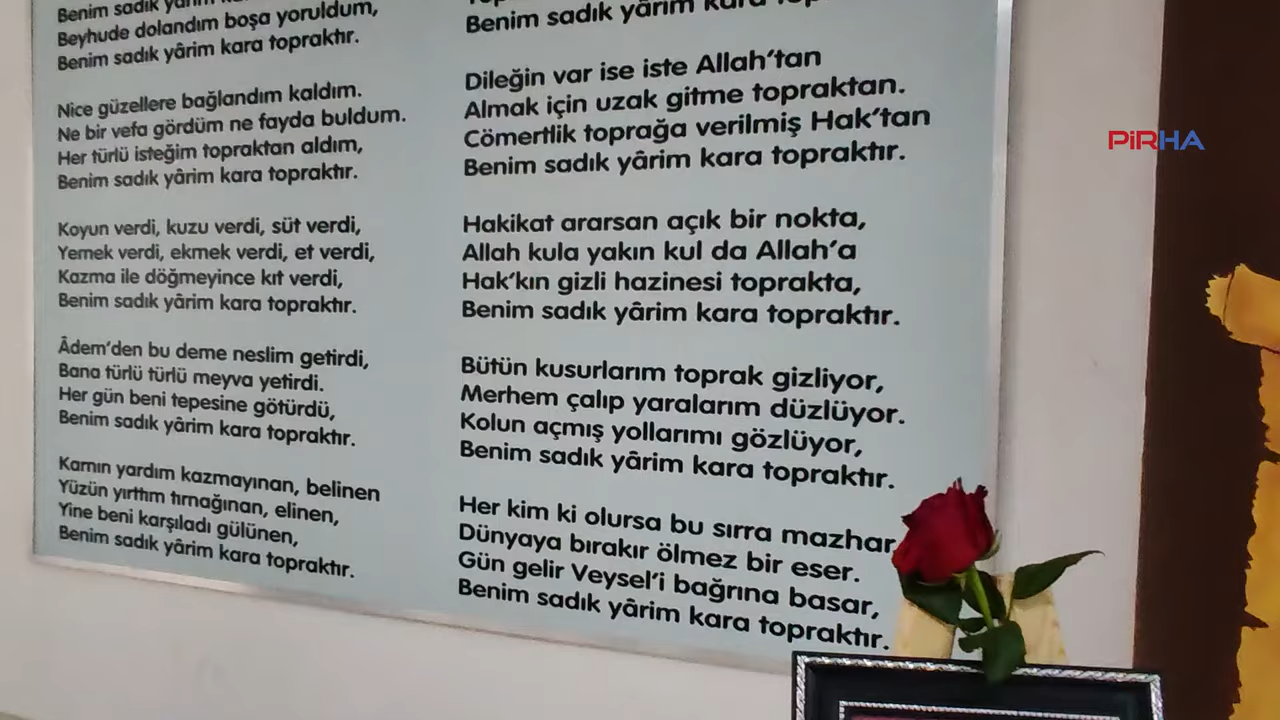 Benim sadık
Beyhude dolandım boşa yoruldum,
Benim sadık yârim kara topraktır.
Nice güzellere bağlandım kaldım.
Ne bir vefa gördüm ne fayda buldum.
Her türlü isteğim topraktan aldım,
Benim sadık yârim kara topraktır.
Koyun verdi, kuzu verdi, süt verdi,
Yemek verdi, ekmek verdi, et verdi,
Kazma ile döğmeyince kıt verdi,
Benim sadık yârim kara topraktır.
Âdem'den bu deme neslim getirdi,
Bana türlü türlü meyva yetirdi.
Her gün beni tepesine götürdü,
Benim sadık yârim kara topraktır.
Karnın yardım kazmayınan, belinen
Yüzün yırttım tırnağınan, elinen,
Yine beni karşıladı gülünen,
Benim sadık yârim kara topraktır.
Benim sadık yârim kara
Dileğin var ise iste Allah'tan
Almak için uzak gitme topraktan.
Cömertlik toprağa verilmiş Hak'tan
Benim sadık yârim kara topraktır.
Hakikat ararsan açık bir nokta,
Allah kula yakın kul da Allah'a
Hak'kın gizli hazinesi toprakta,
Benim sadık yârim kara topraktır.
Bütün kusurlarım toprak gizliyor,
Merhem çalıp yaralarım düzlüyor.
Kolun açmış yollarımı gözlüyor,
Benim sadık yârim kara topraktır.
Her kim ki olursa bu sırra mazhar,
Dünyaya bırakır ölmez bir eser.
Gün gelir Veysel'i bağrına basar,
Benim sadık yârim kara topraktır.
PİRHA